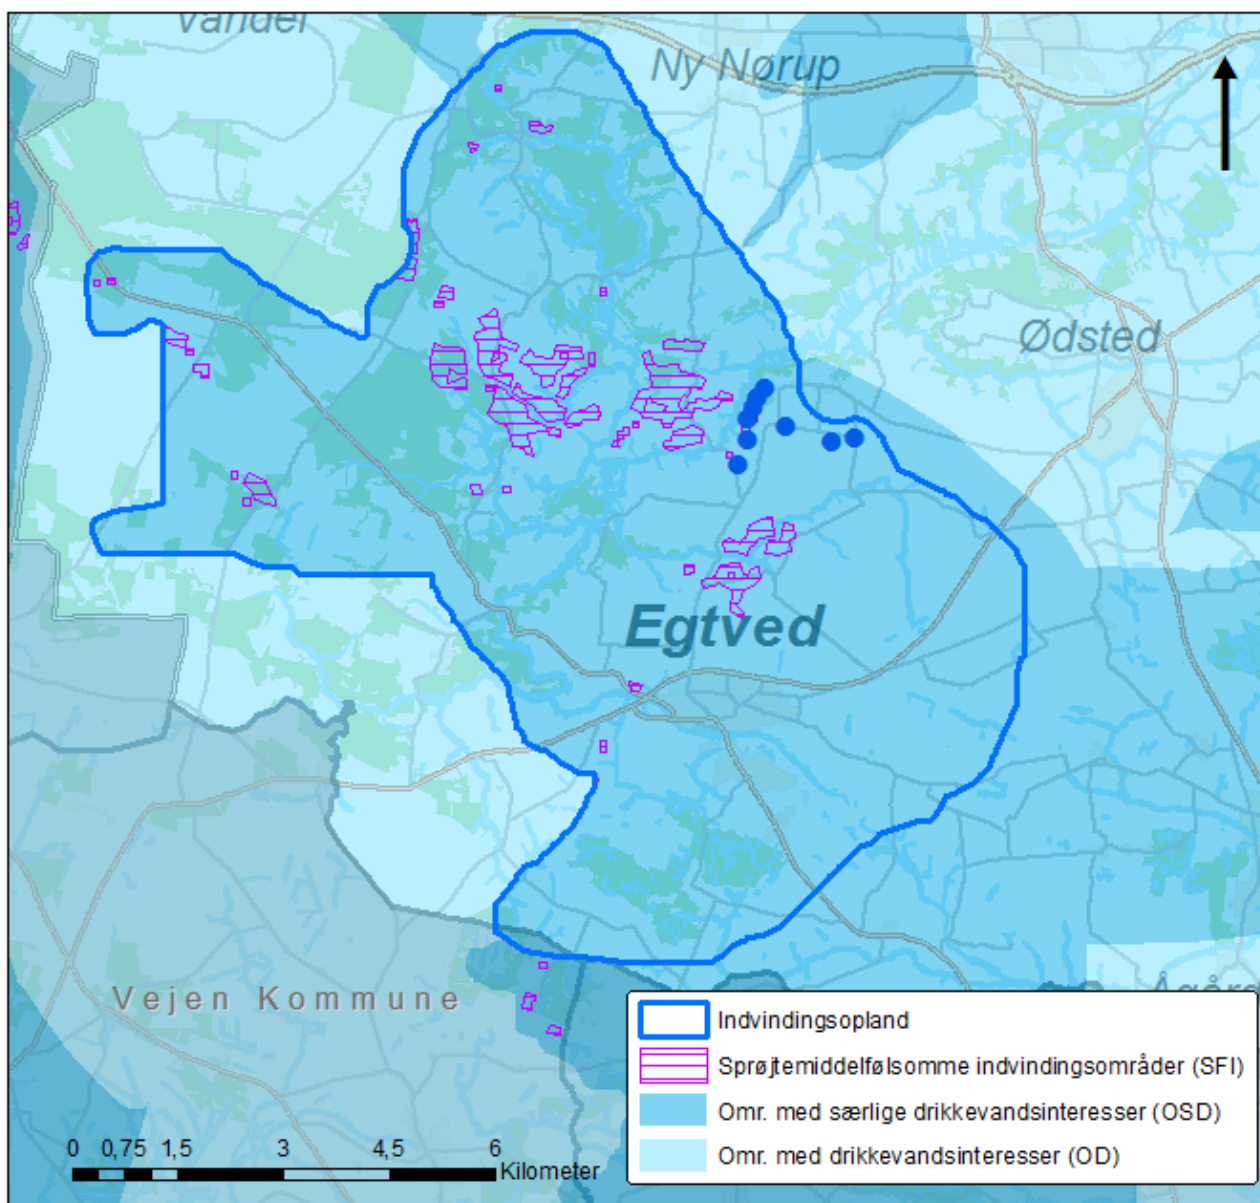 Vandel
Ny Nørup
Ødsted
Egtved
Vejen Kommune
Indvindingsopland
Sprøjtemiddelfølsomme indvindingsområder (SFI)
Omr. med særlige drikkevandsinteresser (OSD)
Omr. med drikkevandsinteresser (OD)
0 0,75 1,5 3 4,5 6
Kilometer